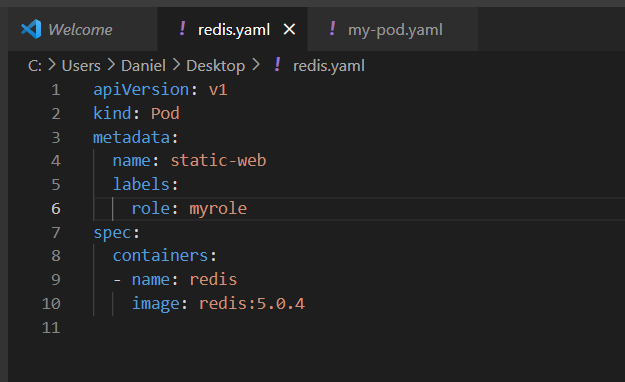 Welcome ! redis.yaml × ! my-pod.yaml
C: > Users > Daniel > Desktop > ! redis.yaml
1 apiVersion: v1
2 kind: Pod
3 metadata:
4   name: static-web
5   labels:
6     role: myrole
7 spec:
8   containers:
9   - name: redis
10     image: redis:5.0.4
11